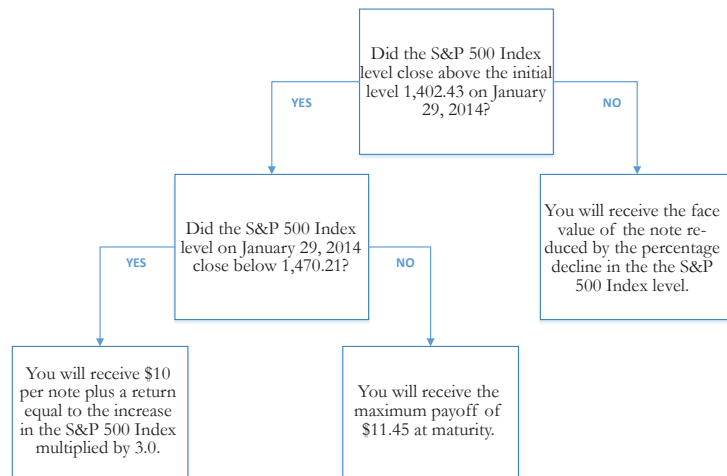 Did the S&P 500 Index
level close above the initial
level 1,402.43 on January
29, 2014?
YES
NO
Did the S&P 500 Index
level on January 29, 2014
close below 1,470.21?
You will receive the face
value of the note re-
duced by the percentage
decline in the the S&P
500 Index level.
YES
NO
You will receive $10
per note plus a return
equal to the increase
in the S&P 500 Index
multiplied by 3.0.
You will receive the
maximum payoff of
$11.45 at maturity.